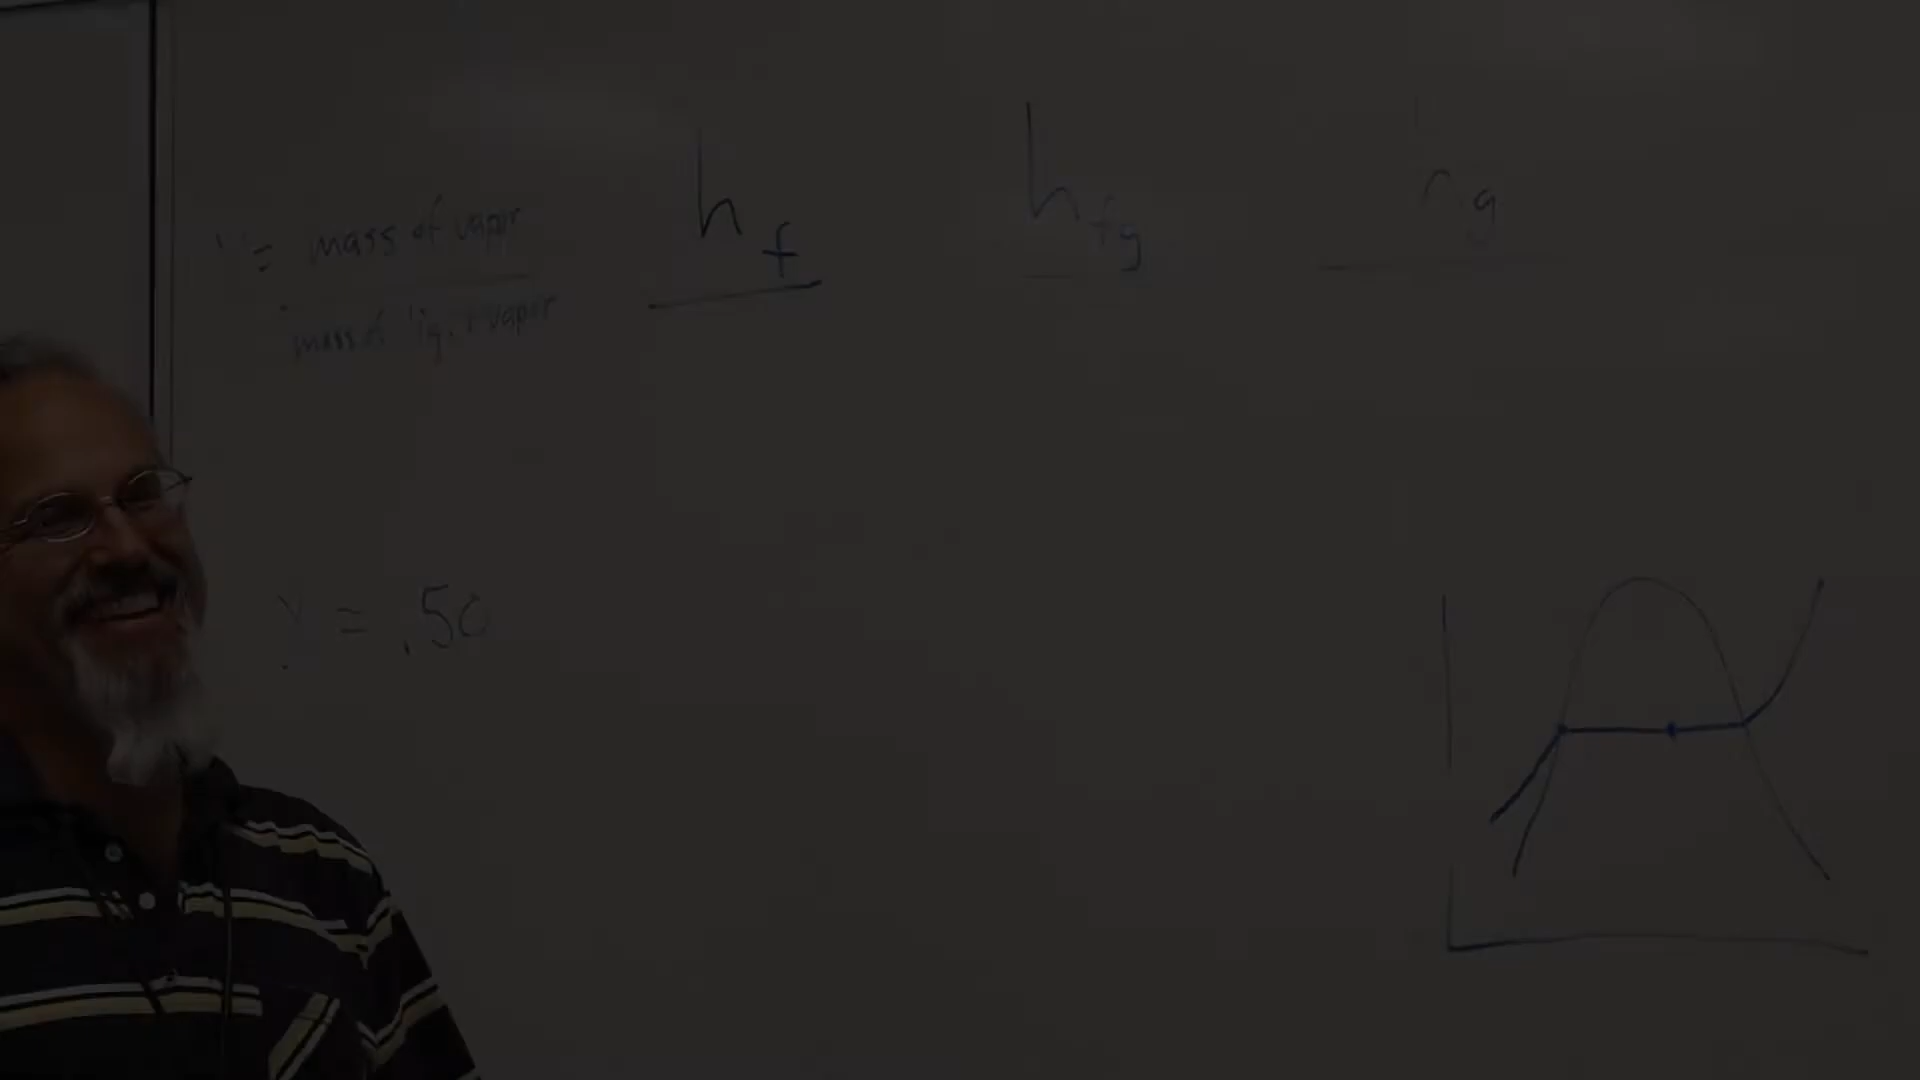 = mass of vapor
mass of liq. + vapor
h f
h fg
g
= .50